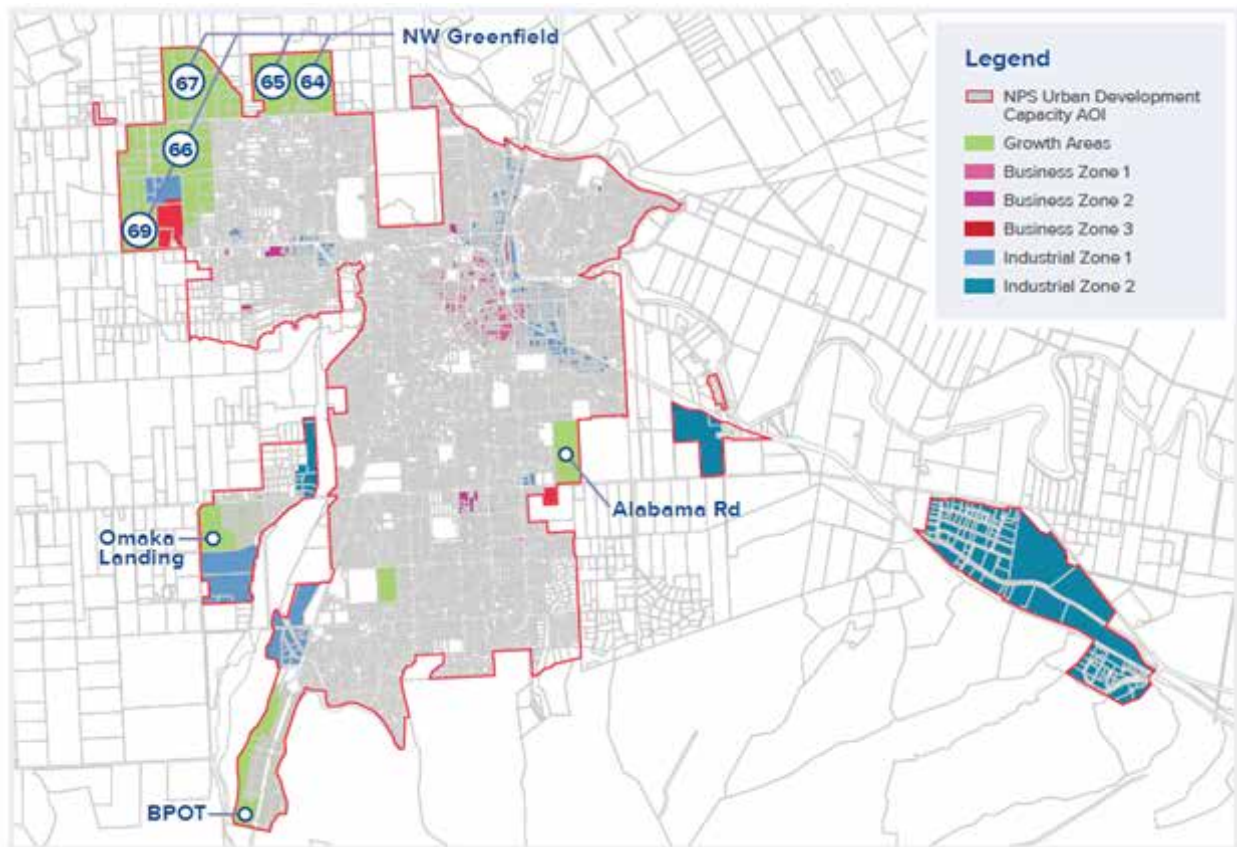 NW Greenfield
67
65
64
66
69
Legend
NPS Urban Development
Capacity AOI
Growth Areas
Business Zone 1
Business Zone 2
Business Zone 3
Industrial Zone 1
Industrial Zone 2
Alabama Rd
Omaka
Landing
BPOT